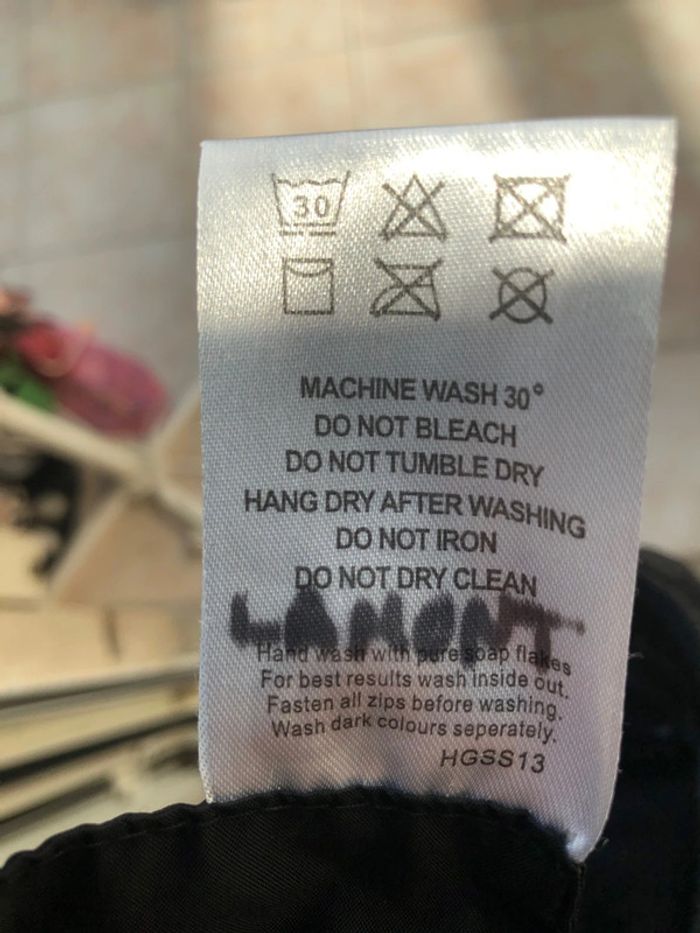 30
MACHINE WASH 30°
DO NOT BLEACH
DO NOT TUMBLE DRY
HANG DRY AFTER WASHING
DO NOT IRON
DO NOT DRY CLEAN
LAMONT
Hand wash with pure soap flakes
For best results wash inside out.
Fasten all zips before washing.
Wash dark colours seperately.
HGSS13